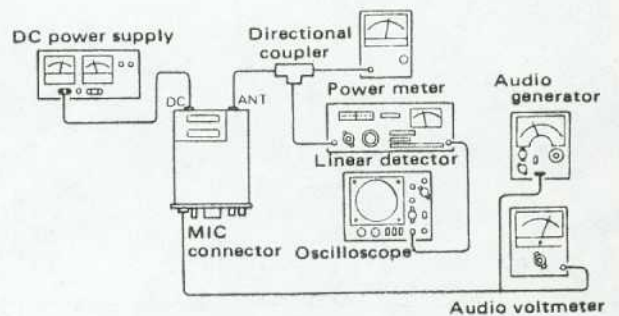 DC power supply
Directional
coupler
DC
ANT
Power meter
Audio
generator
Linear detector
MIC
connector
Oscilloscope
Audio voltmeter